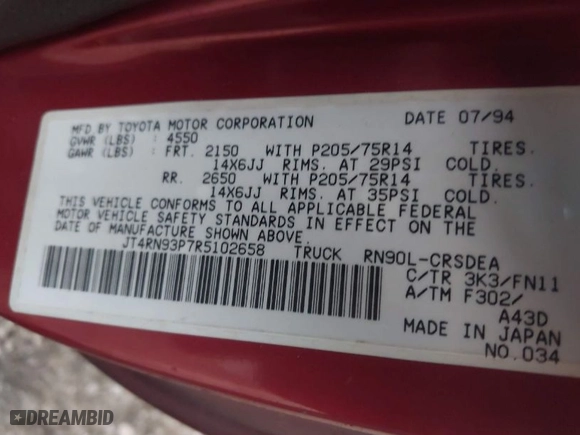 MFD BY TOYOTA MOTOR CORPORATION DATE 07/94
GVWR (LBS) : 4550
GAWR (LBS) : FRT. 2150 WITH P205/75R14 TIRES.
14X6JJ RIMS. AT 29PSI COLD.
RR. 2650 WITH P205/75R14 TIRES.
14X6JJ RIMS. AT 35PSI COLD.
THIS VEHICLE CONFORMS TO ALL APPLICABLE FEDERAL
MOTOR VEHICLE SAFETY STANDARDS IN EFFECT ON THE
DATE OF MANUFACTURE SHOWN ABOVE.
JT4RN93P7R5102658 TRUCK RN90L-CRSDEA
C/TR 3K3/FN11
A/TM F302/
A43D
MADE IN JAPAN
NO.034
DREAMBID